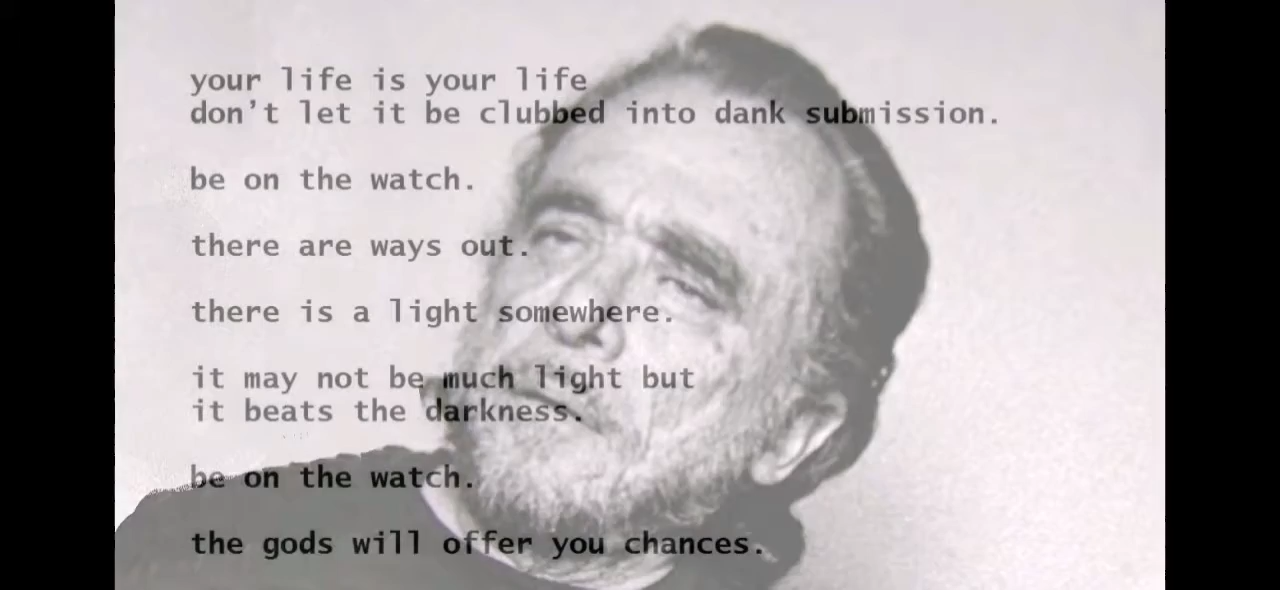 your life is your life
don't let it be clubbed into dank submission.
be on the watch.
there are ways out.
there is a light somewhere.
it may not be much light but
it beats the darkness.
be on the watch.
the gods will offer you chances.